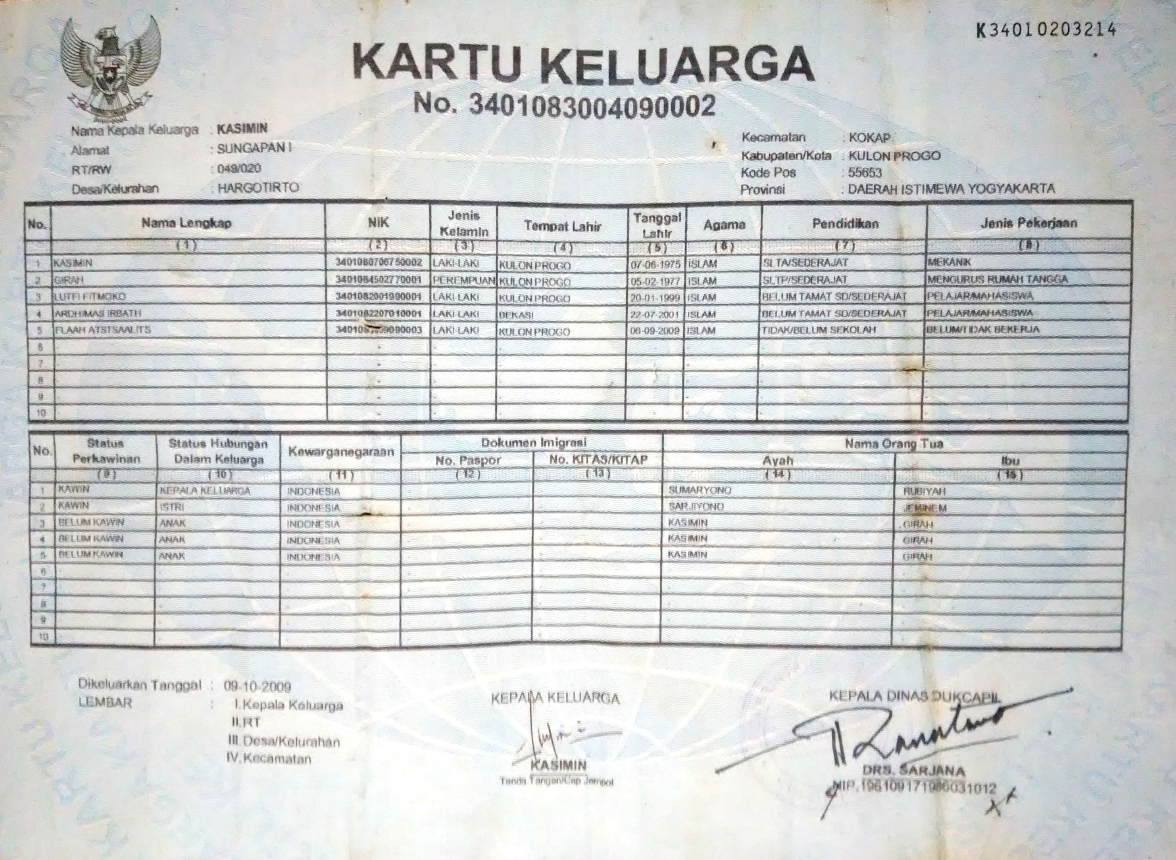 K34010203214
KARTU KELUARGA
No. 3401083004090002
Nama Kepala Keluarga : KASIMIN
Alamat : SUNGAPAN I
RT/RW : 049/020
Desa/Kelurahan : HARGOTIRTO
Kecamatan : KOKAP
Kabupaten/Kota : KULON PROGO
Kode Pos : 55653
Provinsi : DAERAH ISTIMEWA YOGYAKARTA
No. Nama Lengkap NIK Jenis Kelamin Tempat Lahir Tanggal Lahir Agama Pendidikan Jenis Pekerjaan
(1) (2) (3) (4) (5) (6) (7) (8)
1 KASIMIN 3401080706750002 LAKI-LAKI KULON PROGO 07-06-1975 ISLAM SLTA/SEDERAJAT MEKANIK
2 GIRAH 3401084502770001 PEREMPUAN KULON PROGO 05-02-1977 ISLAM SLTP/SEDERAJAT MENGURUS RUMAH TANGGA
3 LUTFI FITMOKO 3401082001990001 LAKI-LAKI KULON PROGO 20-01-1999 ISLAM BELUM TAMAT SD/SEDERAJAT PELAJAR/MAHASISWA
4 ARDHIMAS IRBATH 3401082207010001 LAKI-LAKI BEKASI 22-07-2001 ISLAM BELUM TAMAT SD/SEDERAJAT PELAJAR/MAHASISWA
5 LAKI-LAKI KULON PROGO 06-09-2009 ISLAM TIDAK/BELUM SEKOLAH BELUM/TIDAK BEKERJA
6
7
8
9
10
No. Status Perkawinan Status Hubungan Dalam Keluarga Kewarganegaraan Dokumen Imigrasi Nama Orang Tua
No. Paspor No. KITAS/KITAP Ayah Ibu
(9) (10) (11) (12) (13) (14) (15)
1 KAWIN KEPALA KELUARGA INDONESIA SUMARYONO RUBIYAH
2 KAWIN ISTRI INDONESIA SARJIYONO JEMINEM
3 BELUM KAWIN ANAK INDONESIA KASIMIN GIRAH
4 BELUM KAWIN ANAK INDONESIA KASIMIN GIRAH
5 BELUM KAWIN ANAK INDONESIA KASIMIN GIRAH
6
7
8
9
10
Dikeluarkan Tanggal : 09-10-2009
LEMBAR : I. Kepala Keluarga
II. RT
III. Desa/Kelurahan
IV. Kecamatan
KEPALA KELUARGA
KASIMIN
Tanda Tangan/Cap Jempol
KEPALA DINAS DUKCAPIL
DRS. SARJANA
NIP. 196109171986031012